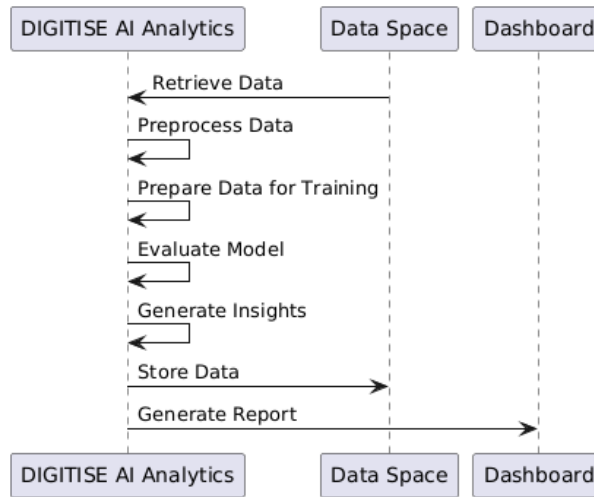 DIGITISE AI Analytics Data Space Dashboard
Retrieve Data
Preprocess Data
Prepare Data for Training
Evaluate Model
Generate Insights
Store Data
Generate Report
DIGITISE AI Analytics Data Space Dashboard